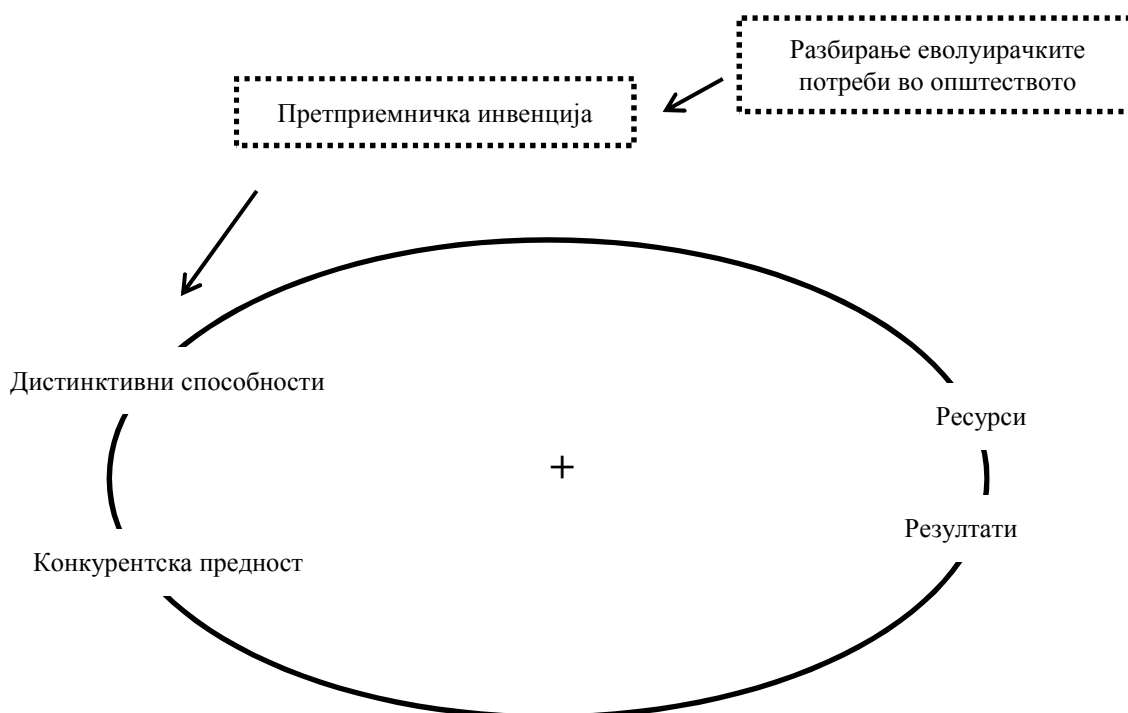 Разбирање еволуирачките
потреби во општеството
Претприемничка инвенција
Дистинктивни способности
Ресурси
+
Резултати
Конкурентска предност